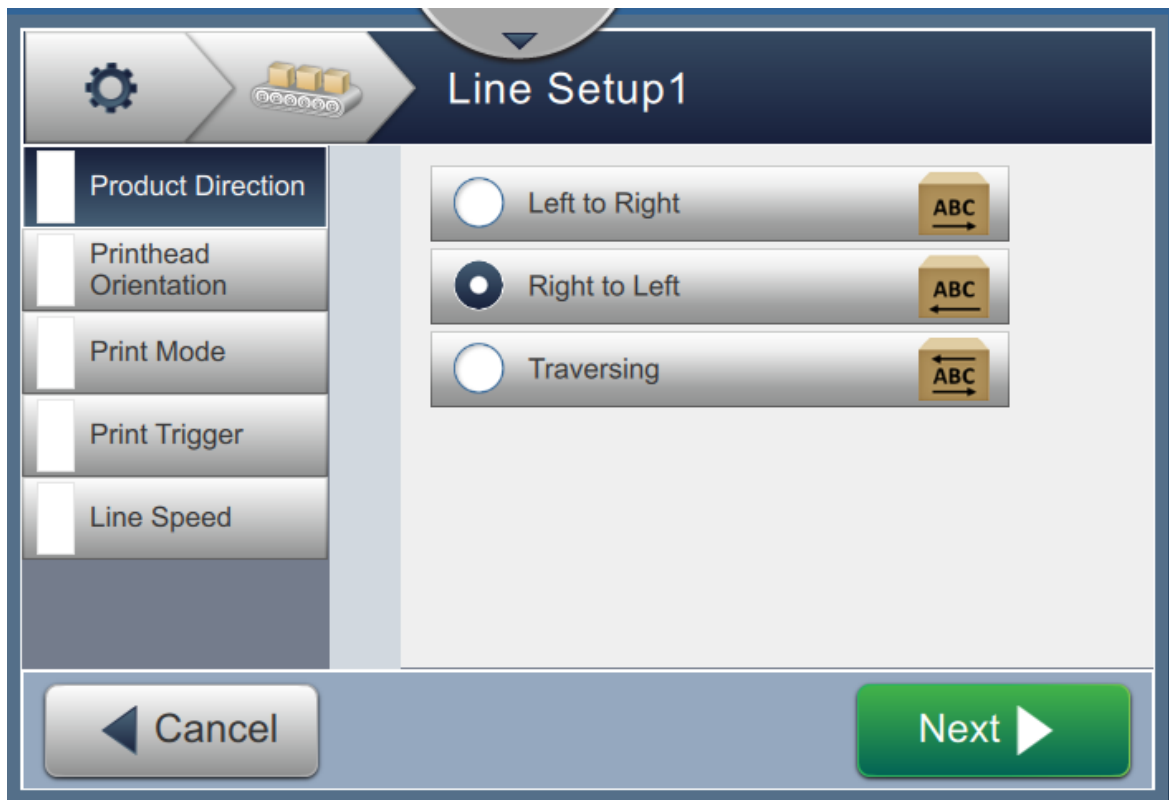 Line Setup1
Product Direction
Printhead
Orientation
Print Mode
Print Trigger
Line Speed
Left to Right
ABC
Right to Left
ABC
Traversing
ABC
Cancel
Next